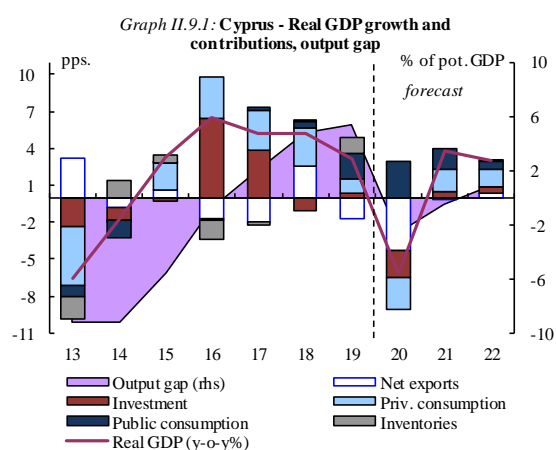 Graph II.9.1: Cyprus - Real GDP growth and
contributions, output gap
pps.
% of pot. GDP
forecast
10
7
4
1
-2
-5
-8
-11
10
6
2
-2
-6
-10
13 14 15 16 17 18 19 20 21 22
Output gap (rhs) Net exports
Investment Priv. consumption
Public consumption Inventories
Real GDP (y-o-y%)